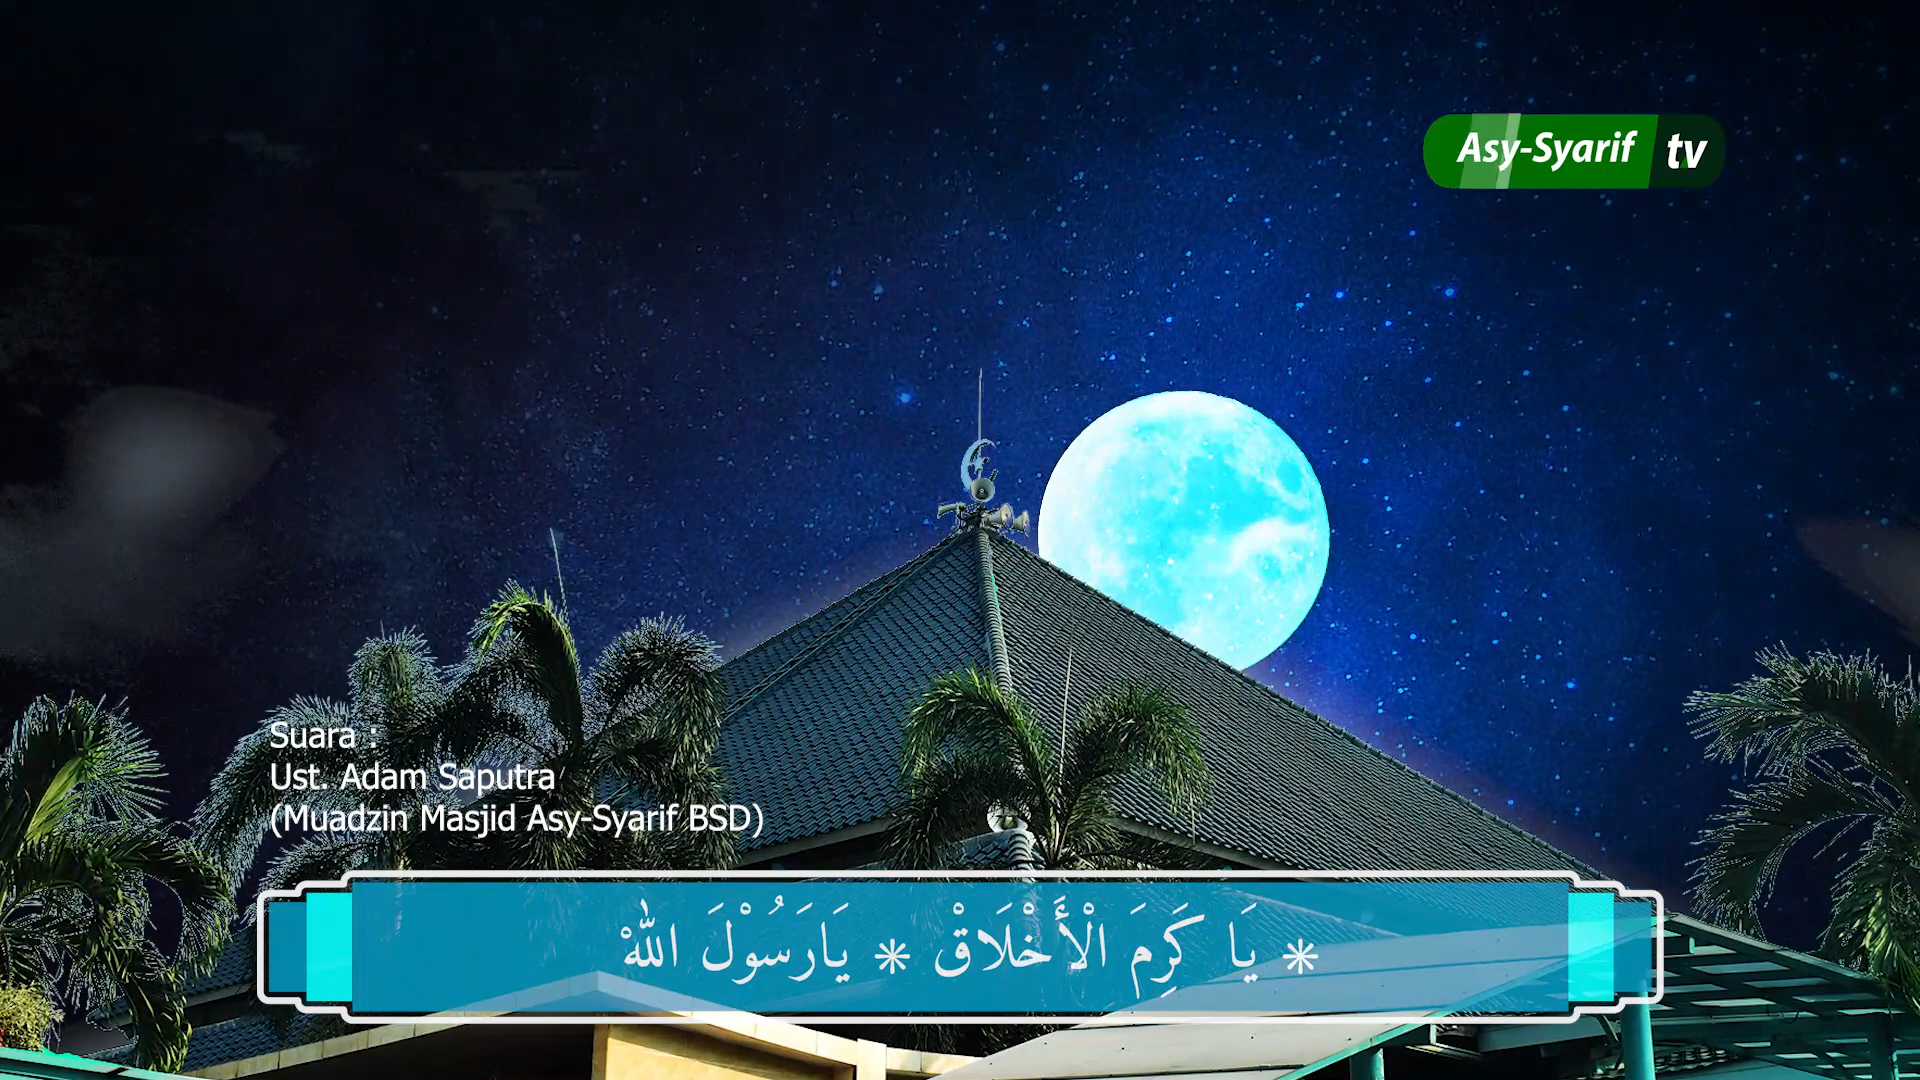 Asy-Syarif tv
Suara :
Ust. Adam Saputra
(Muadzin Masjid Asy-Syarif BSD)
⁕ يَا كَرِمَ الْأَخْلَاقْ ⁕ يَارَسُوْلَ اللهْ